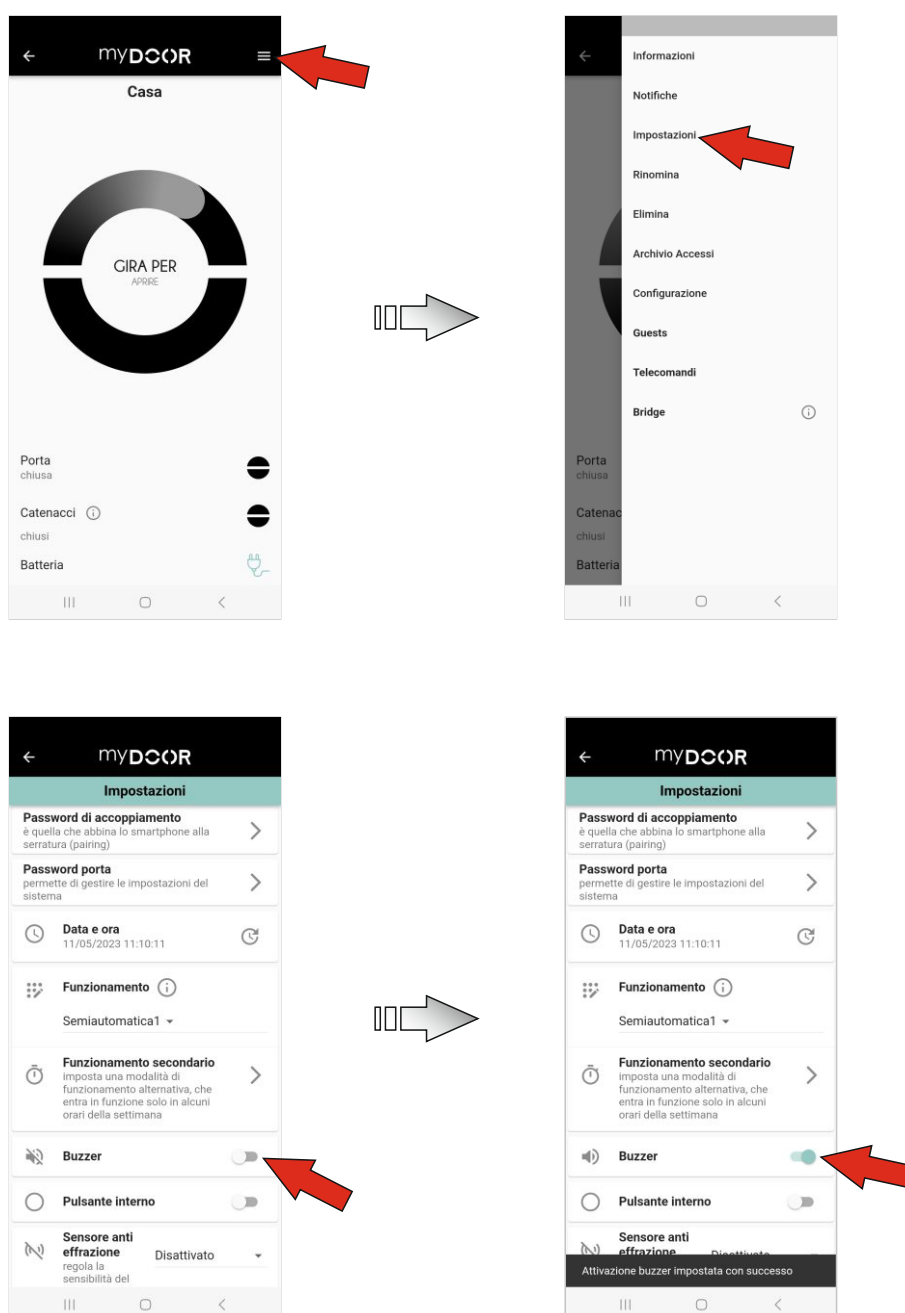 myDOOR
Casa
GIRA PER
APRIRE
Porta
chiusa
Catenacci
chiusi
Batteria
Informazioni
Notifiche
Impostazioni
Rinomina
Elimina
Archivio Accessi
Configurazione
Guests
Telecomandi
Bridge
Porta
chiusa
Catenac
chiusi
Batteria
myDOOR
Impostazioni
Password di accoppiamento
è quella che abbina lo smartphone alla
serratura (pairing)
Password porta
permette di gestire le impostazioni del
sistema
Data e ora
11/05/2023 11:10:11
Funzionamento
Semiautomatica1
Funzionamento secondario
imposta una modalità di
funzionamento alternativa, che
entra in funzione solo in alcuni
orari della settimana
Buzzer
Pulsante interno
Sensore anti
effrazione
Disattivato
regola la
sensibilità del
myDOOR
Impostazioni
Password di accoppiamento
è quella che abbina lo smartphone alla
serratura (pairing)
Password porta
permette di gestire le impostazioni del
sistema
Data e ora
11/05/2023 11:10:11
Funzionamento
Semiautomatica1
Funzionamento secondario
imposta una modalità di
funzionamento alternativa, che
entra in funzione solo in alcuni
orari della settimana
Buzzer
Pulsante interno
Sensore anti
effrazione
Disattivato
Attivazione buzzer impostata con successo